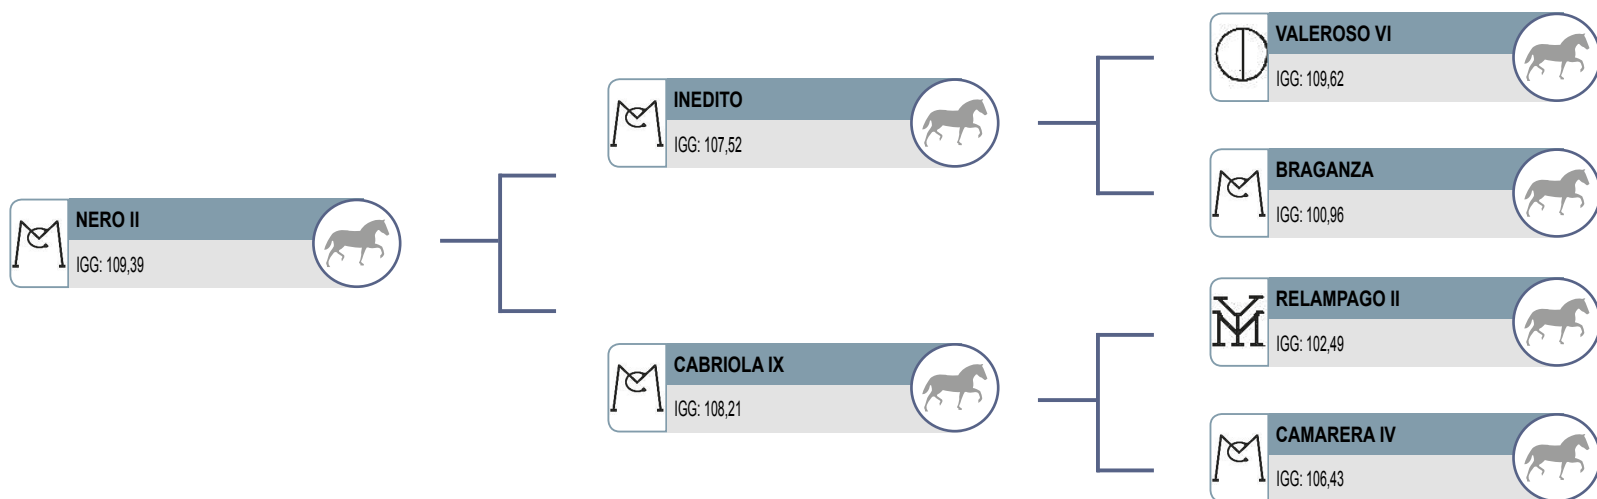 NERO II
IGG: 109,39
INEDITO
IGG: 107,52
CABRIOLA IX
IGG: 108,21
VALEROSO VI
IGG: 109,62
BRAGANZA
IGG: 100,96
RELAMPAGO II
IGG: 102,49
CAMARERA IV
IGG: 106,43